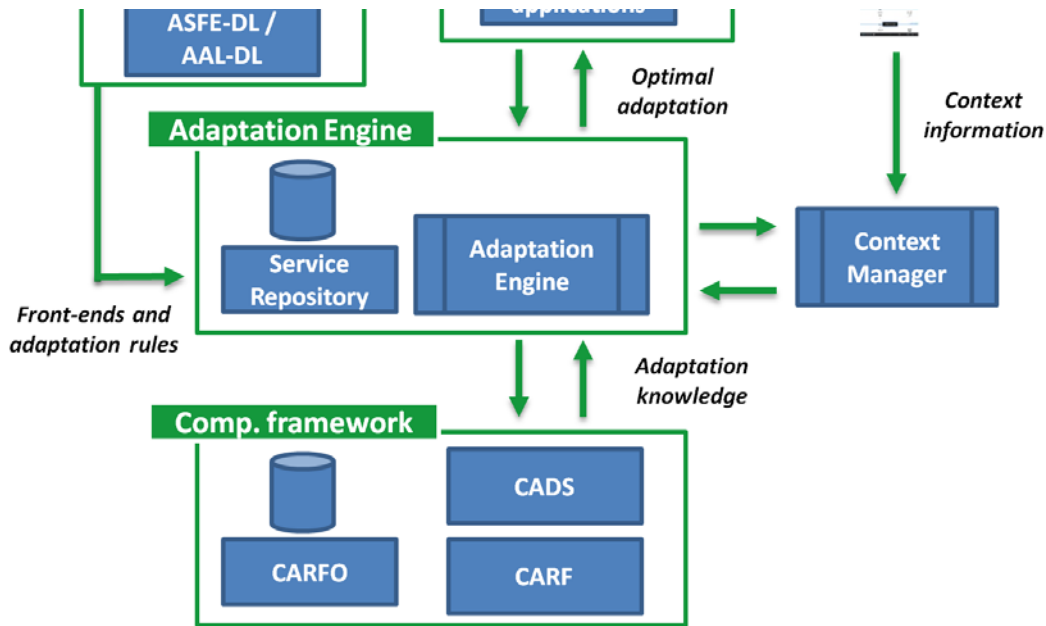 ASFE-DL /
AAL-DL
applications
Optimal
adaptation
Context
information
Adaptation Engine
Service
Repository
Adaptation
Engine
Context
Manager
Front-ends and
adaptation rules
Adaptation
knowledge
Comp. framework
CADS
CARFO
CARF